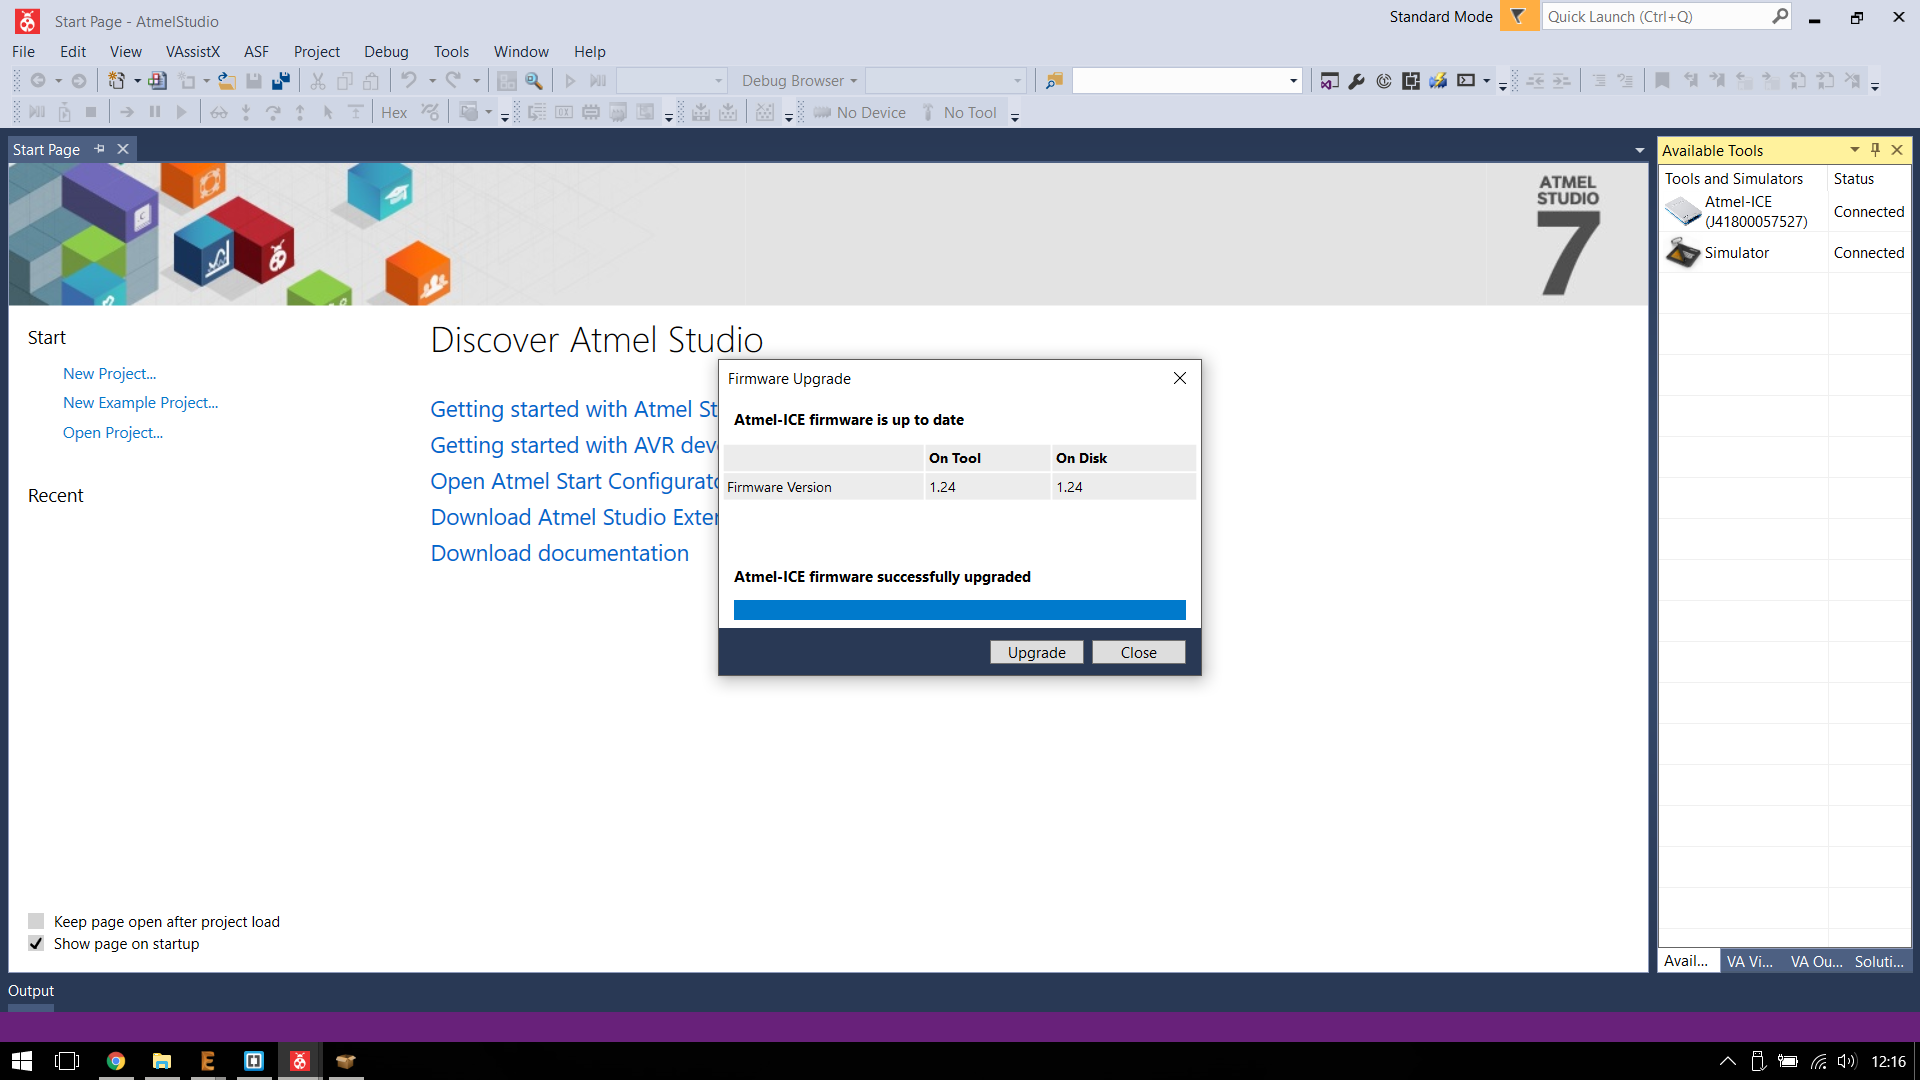 Start Page - AtmelStudio
Standard Mode
Quick Launch (Ctrl+Q)
File Edit View VAssistX ASF Project Debug Tools Window Help
Debug Browser
Hex
No Device
No Tool
Start Page
ATMEL
STUDIO
7
Start
New Project...
New Example Project...
Open Project...
Recent
Discover Atmel Studio
Getting started with Atmel St
Getting started with AVR dev
Open Atmel Start Configurato
Download Atmel Studio Exter
Download documentation
Firmware Upgrade
Atmel-ICE firmware is up to date
On Tool On Disk
Firmware Version 1.24 1.24
Atmel-ICE firmware successfully upgraded
Upgrade Close
Keep page open after project load
Show page on startup
Available Tools
Tools and Simulators Status
Atmel-ICE
(J41800057527) Connected
Simulator Connected
Avail... VA Vi... VA Ou... Soluti...
Output
12:16